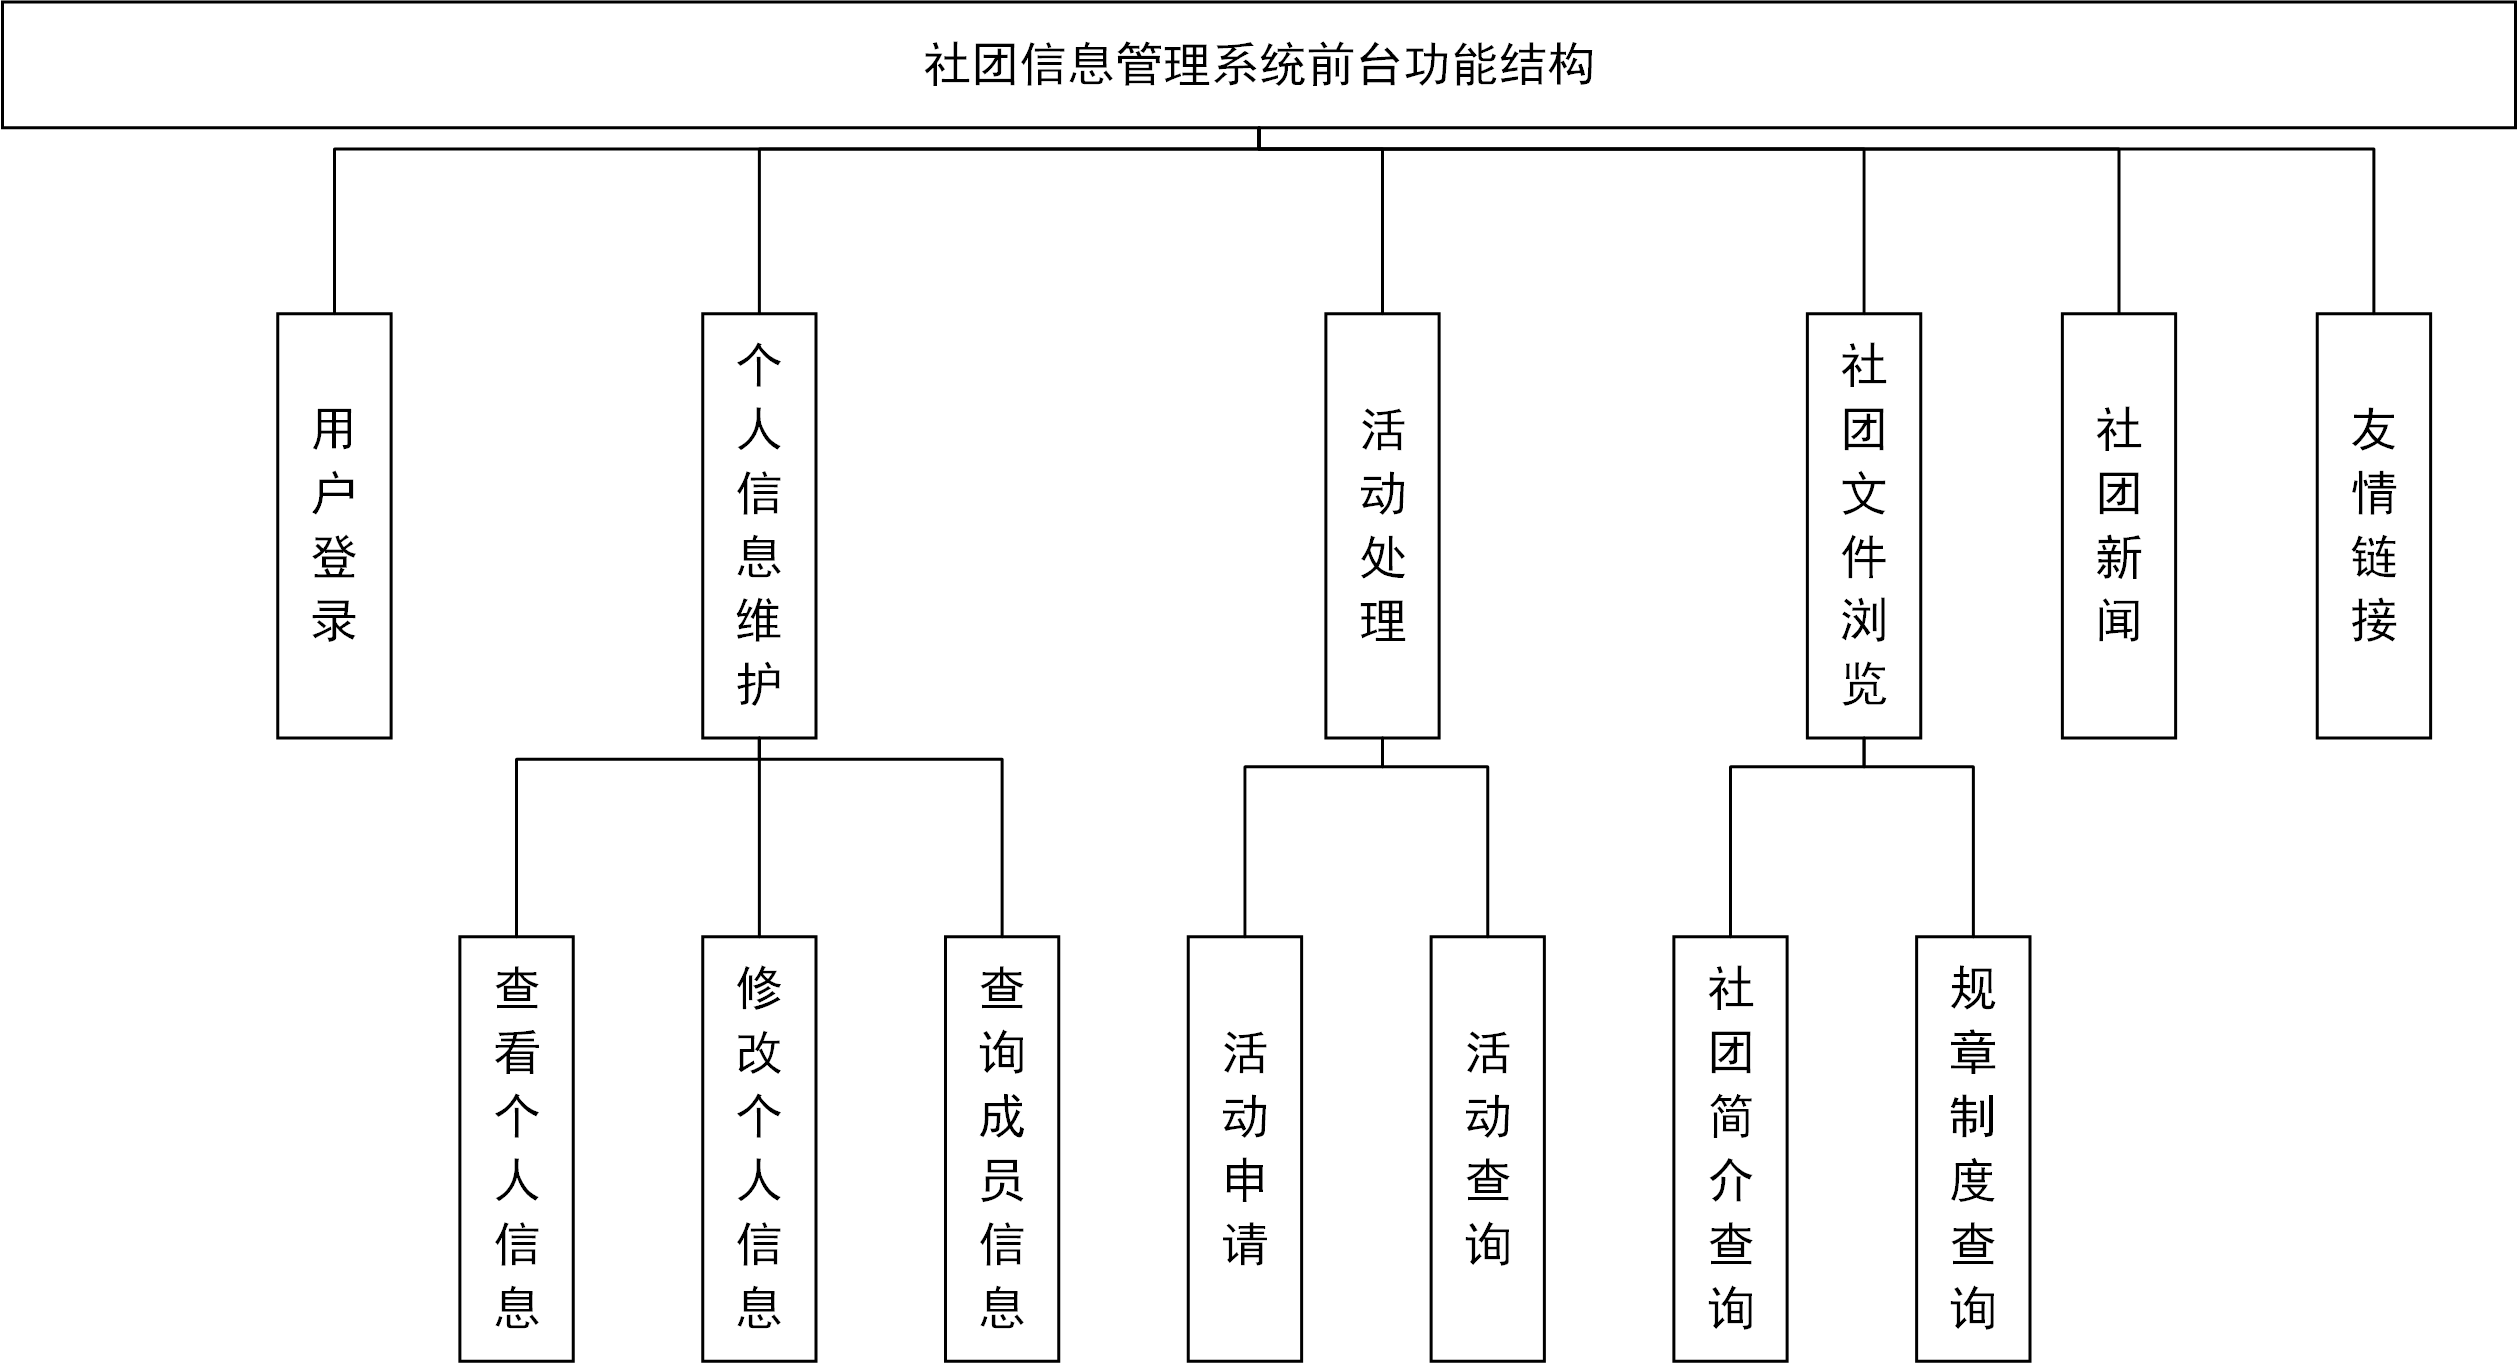 社团信息管理系统前台功能结构
用户登录
个人信息维护
活动处理
社团文件浏览
社团新闻
友情链接
查看个人信息
修改个人信息
查询成员信息
活动申请
活动查询
社团简介查询
规章制度查询